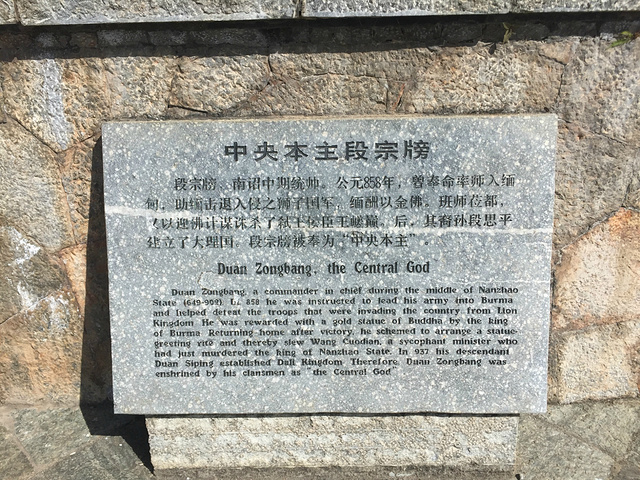 中央本主段宗牓
段宗牓、南诏中期统帅。公元858年，曾奉命率师入缅
甸，助缅击退入侵之狮子国军，缅酬以金佛。班师莅都，
又以迎佛计谋诛杀了弑王佞臣王嵯巅。后，其裔孙段思平
建立了大理国，段宗牓被奉为“中央本主”。
Duan Zongbang, the Central God
Duan Zongbang, a commander in chief during the middle of Nanzhao
State (649-902). In 858 he was instructed to lead his army into Burma
and helped defeat the troops that were invading the country from Lion
Kingdom. He was rewarded with a gold statue of Buddha by the king
of Burma. Returning home after victory, he schemed to arrange a statue-
greeting rite and thereby slew Wang Cuodian, a sycophant minister who
had just murdered the king of Nanzhao State. In 937 his descendant
Duan Siping established Dali Kingdom. Therefore, Duan Zongbang was
enshrined by his clansmen as "the Central God"